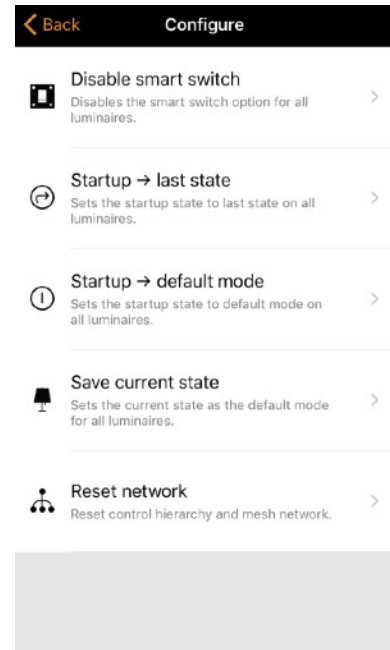 Back
Configure
Disable smart switch
Disables the smart switch option for all
luminaires.
Startup → last state
Sets the startup state to last state on all
luminaires.
Startup → default mode
Sets the startup state to default mode on
all luminaires.
Save current state
Sets the current state as the default mode
for all luminaires.
Reset network
Reset control hierarchy and mesh network.